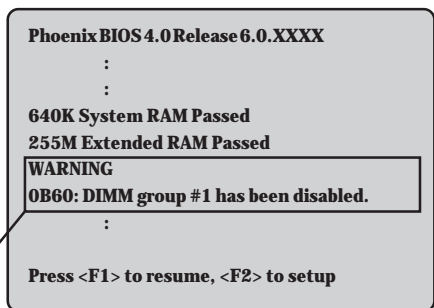 Phoenix BIOS 4.0 Release 6.0.XXXX
:
:
640K System RAM Passed
255M Extended RAM Passed
WARNING
0B60: DIMM group #1 has been disabled.
:
Press <F1> to resume, <F2> to setup